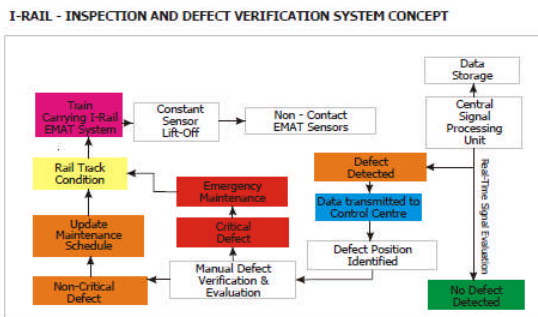 I-RAIL - INSPECTION AND DEFECT VERIFICATION SYSTEM CONCEPT
Data
Storage
Train
Carrying I-Rail
EMAT System
Constant
Sensor
Lift-Off
Non - Contact
EMAT Sensors
Central
Signal
Processing
Unit
Rail Track
Condition
Emergency
Maintenance
Defect
Detected
Real-Time Signal Evaluation
Data transmitted to
Control Centre
Update
Maintenance
Schedule
Critical
Defect
Defect Position
Identified
Non-Critical
Defect
Manual Defect
Verification &
Evaluation
No Defect
Detected